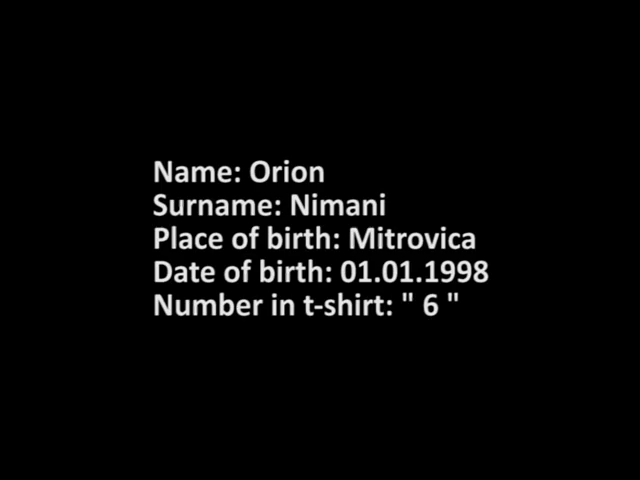 Name: Orion
Surname: Nimani
Place of birth: Mitrovica
Date of birth: 01.01.1998
Number in t-shirt: " 6 "